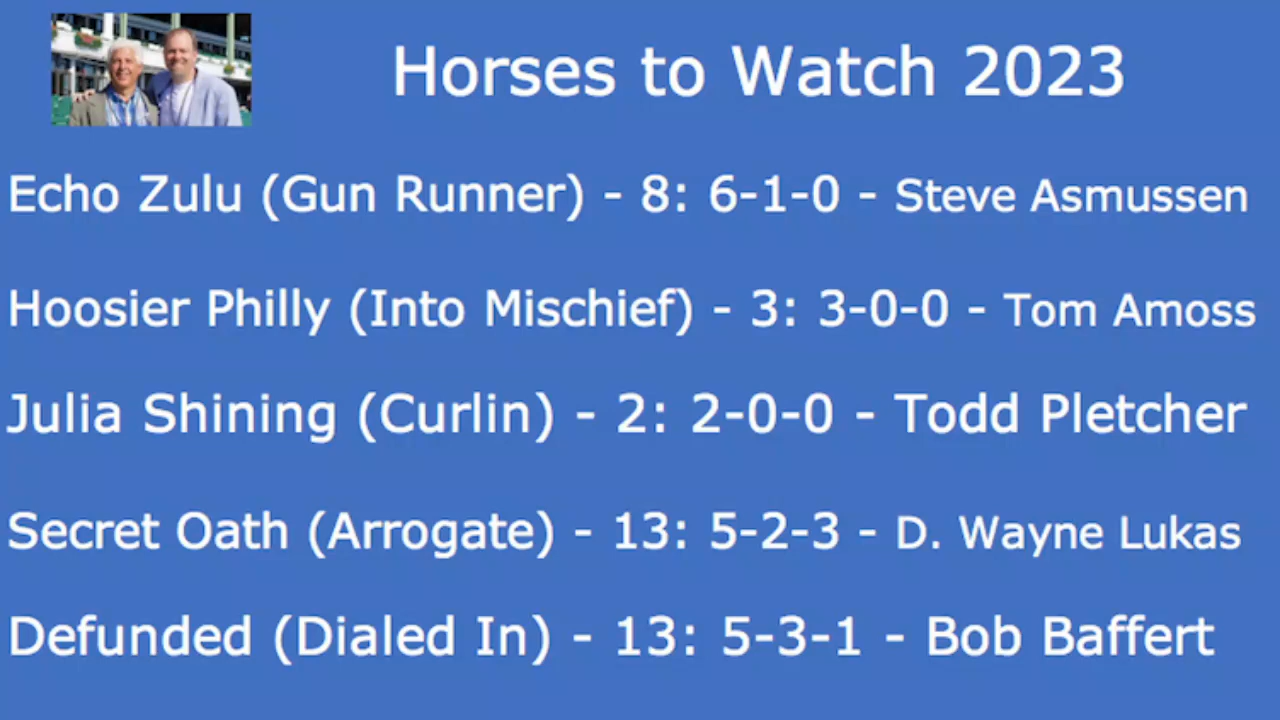 Horses to Watch 2023
Echo Zulu (Gun Runner) - 8: 6-1-0 - Steve Asmussen
Hoosier Philly (Into Mischief) - 3: 3-0-0 - Tom Amoss
Julia Shining (Curlin) - 2: 2-0-0 - Todd Pletcher
Secret Oath (Arrogate) - 13: 5-2-3 - D. Wayne Lukas
Defunded (Dialed In) - 13: 5-3-1 - Bob Baffert